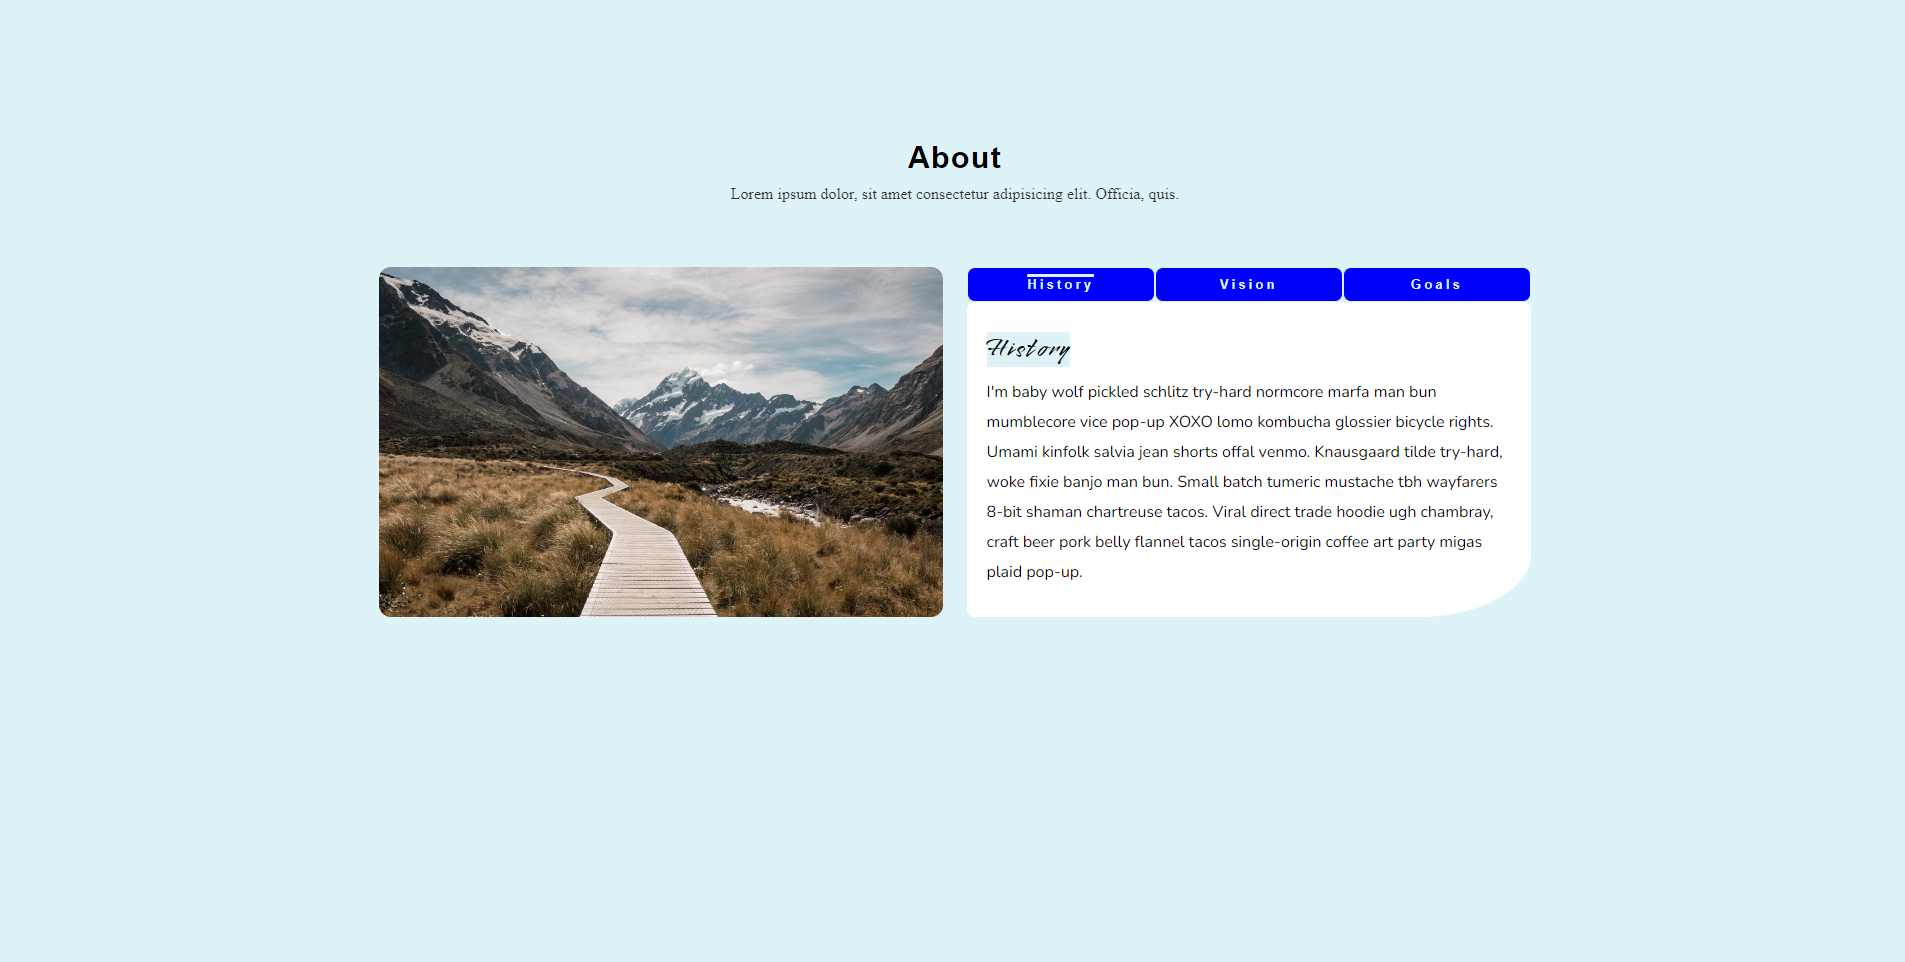 About
Lorem ipsum dolor, sit amet consectetur adipisicing elit. Officia, quis.
History Vision Goals
History
I'm baby wolf pickled schlitz try-hard normcore marfa man bun
mumblecore vice pop-up XOXO lomo kombucha glossier bicycle rights.
Umami kinfolk salvia jean shorts offal venmo. Knausgaard tilde try-hard,
woke fixie banjo man bun. Small batch tumeric mustache tbh wayfarers
8-bit shaman chartreuse tacos. Viral direct trade hoodie ugh chambray,
craft beer pork belly flannel tacos single-origin coffee art party migas
plaid pop-up.